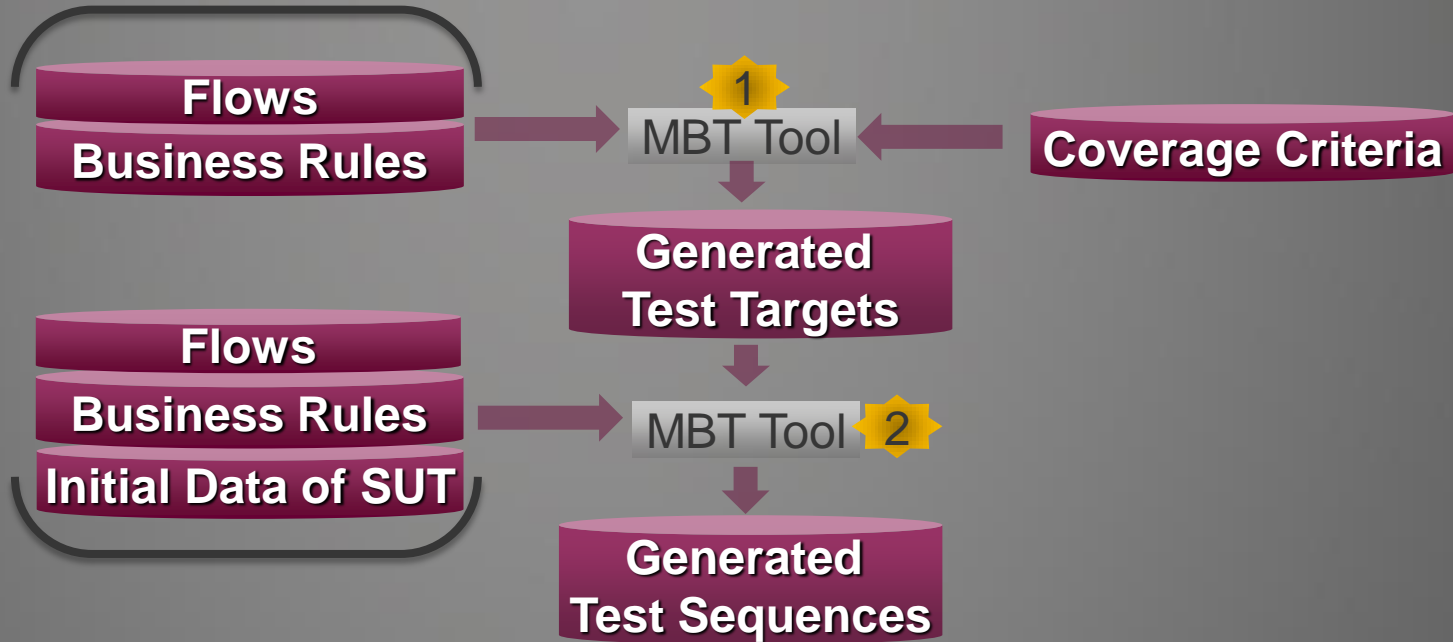 Flows
Business Rules
1
MBT Tool
Coverage Criteria
Generated
Test Targets
Flows
Business Rules
Initial Data of SUT
MBT Tool
2
Generated
Test Sequences